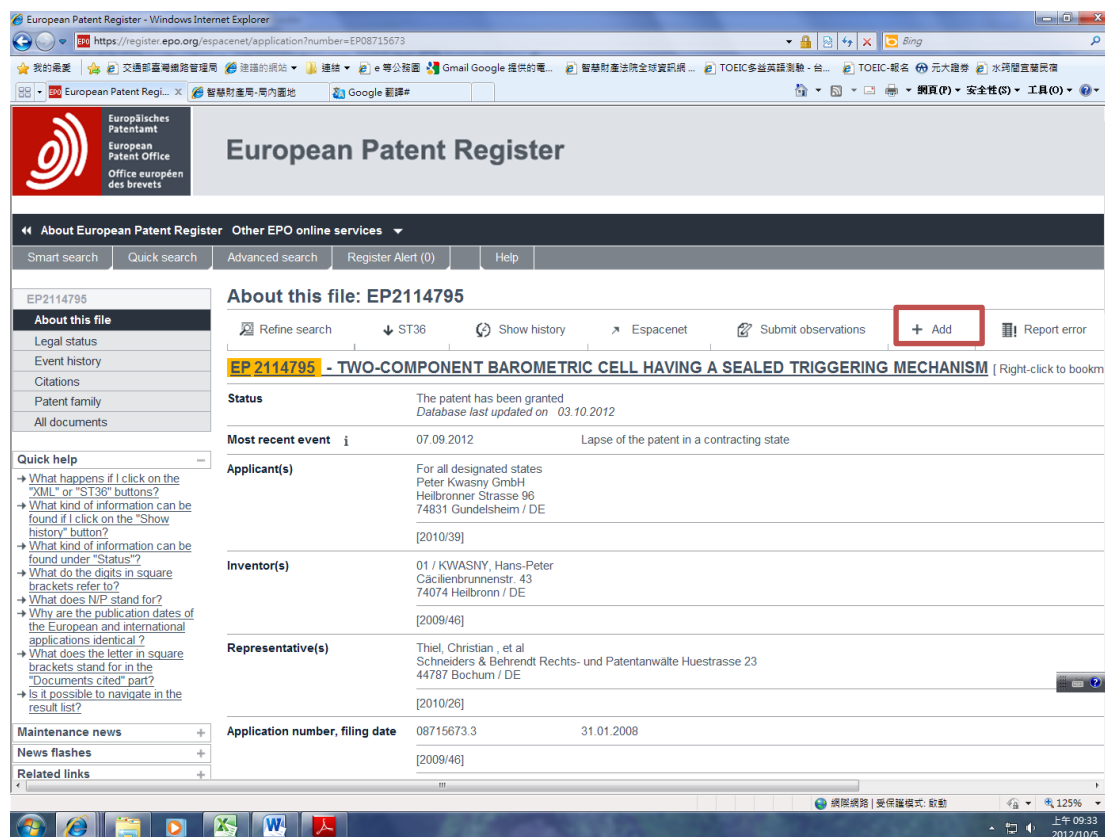 European Patent Register - Windows Internet Explorer
https://register.epo.org/espacenet/application?number=EP08715673
Bing
我的最愛 交通部臺灣鐵路管理局 建議的網站 連結 e 等公務園 Gmail Google 提供的電... 智慧財產法院全球資訊網 ... TOEIC多益英語測驗 - 台... TOEIC-報名 元大證券 水筠間宜蘭民宿
European Patent Regi... X 智慧財產局-局內園地 Google 翻譯#
網頁(P) 安全性(S) 工具(O)
Europäisches
Patentamt
European
Patent Office
Office européen
des brevets
European Patent Register
About European Patent Register Other EPO online services
Smart search Quick search Advanced search Register Alert (0) Help
EP2114795
About this file
Legal status
Event history
Citations
Patent family
All documents
Quick help
What happens if I click on the
"XML" or "ST36" buttons?
What kind of information can be
found if I click on the "Show
history" button?
What kind of information can be
found under "Status"?
What do the digits in square
brackets refer to?
What does N/P stand for?
Why are the publication dates of
the European and international
applications identical ?
What does the letter in square
brackets stand for in the
"Documents cited" part?
Is it possible to navigate in the
result list?
Maintenance news +
News flashes +
Related links +
About this file: EP2114795
Refine search ST36 Show history Espacenet Submit observations + Add Report error
EP 2114795 - TWO-COMPONENT BAROMETRIC CELL HAVING A SEALED TRIGGERING MECHANISM [ Right-click to bookm
Status The patent has been granted
Database last updated on 03.10.2012
Most recent event i 07.09.2012 Lapse of the patent in a contracting state
Applicant(s) For all designated states
Peter Kwasny GmbH
Heilbronner Strasse 96
74831 Gundelsheim / DE
[2010/39]
Inventor(s) 01 / KWASNY, Hans-Peter
Cäcilienbrunnenstr. 43
74074 Heilbronn / DE
[2009/46]
Representative(s) Thiel, Christian , et al
Schneiders & Behrendt Rechts- und Patentanwälte Huestrasse 23
44787 Bochum / DE
[2010/26]
Application number, filing date 08715673.3 31.01.2008
[2009/46]
網際網路 | 受保護模式: 啟動 125%
上午 09:33
2012/10/5